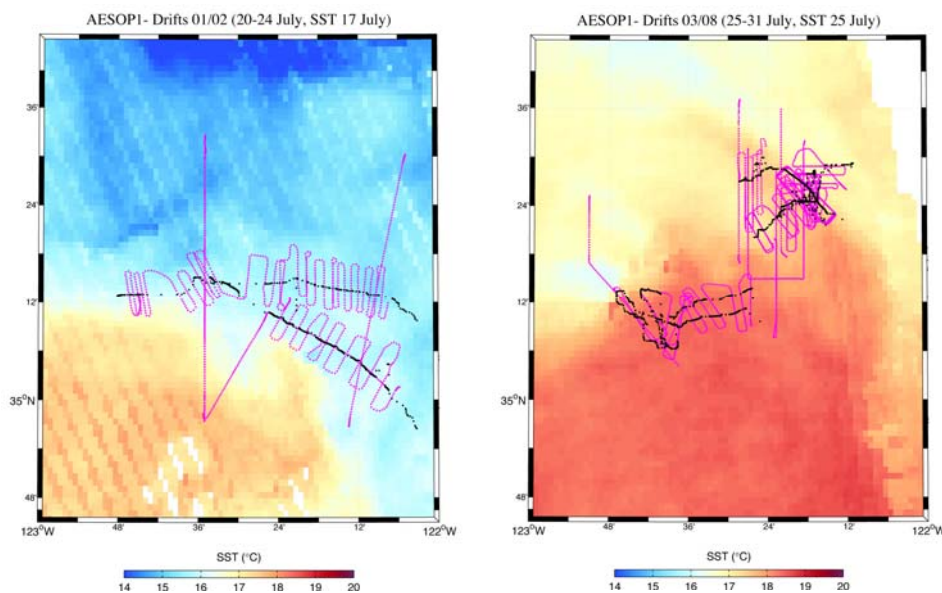 AESOP1- Drifts 01/02 (20-24 July, SST 17 July)
36'
24'
12'
35°N
48'
123°W
48'
36'
24'
12'
122°W
SST (°C)
14 15 16 17 18 19 20
AESOP1- Drifts 03/08 (25-31 July, SST 25 July)
36'
24'
12'
35°N
48'
123°W
48'
36'
24'
12'
122°W
SST (°C)
14 15 16 17 18 19 20